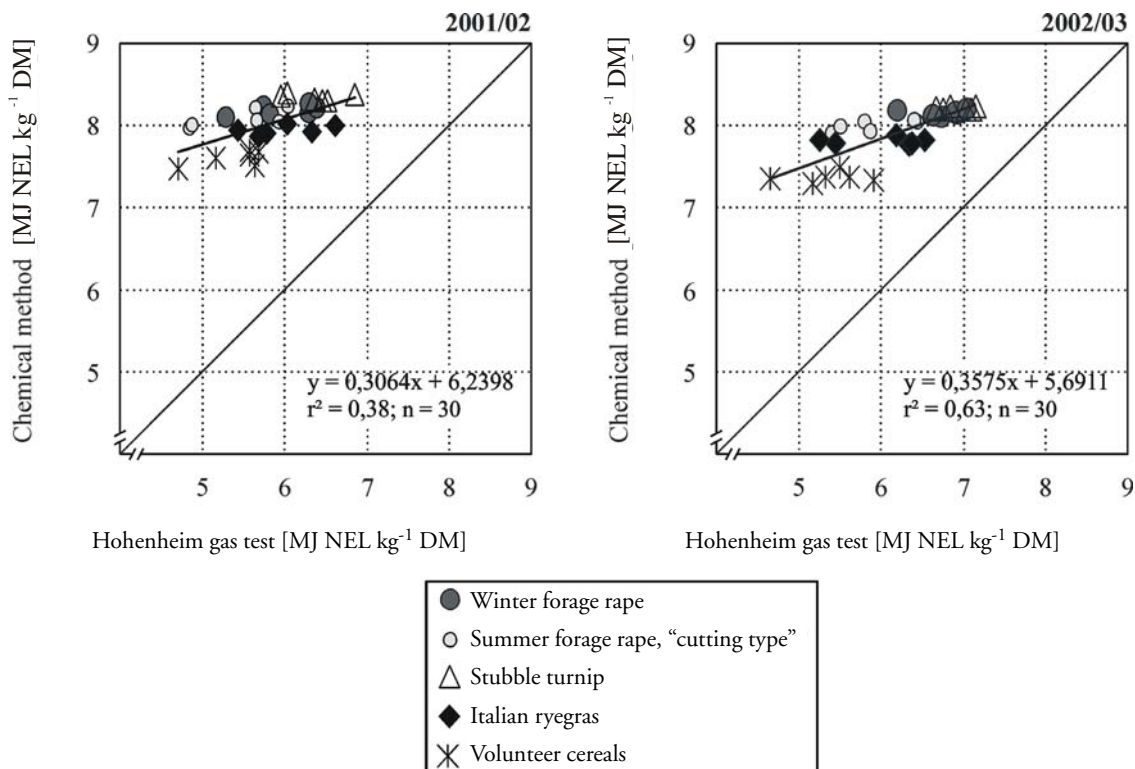 2001/02
Chemical method [MJ NEL kg-1 DM]
9
8
7
6
5
y = 0,3064x + 6,2398
r² = 0,38; n = 30
5
6
7
8
9
Hohenheim gas test [MJ NEL kg-1 DM]
2002/03
Chemical method [MJ NEL kg-1 DM]
9
8
7
6
5
y = 0,3575x + 5,6911
r² = 0,63; n = 30
5
6
7
8
9
Hohenheim gas test [MJ NEL kg-1 DM]
Winter forage rape
Summer forage rape, “cutting type”
Stubble turnip
Italian ryegras
Volunteer cereals